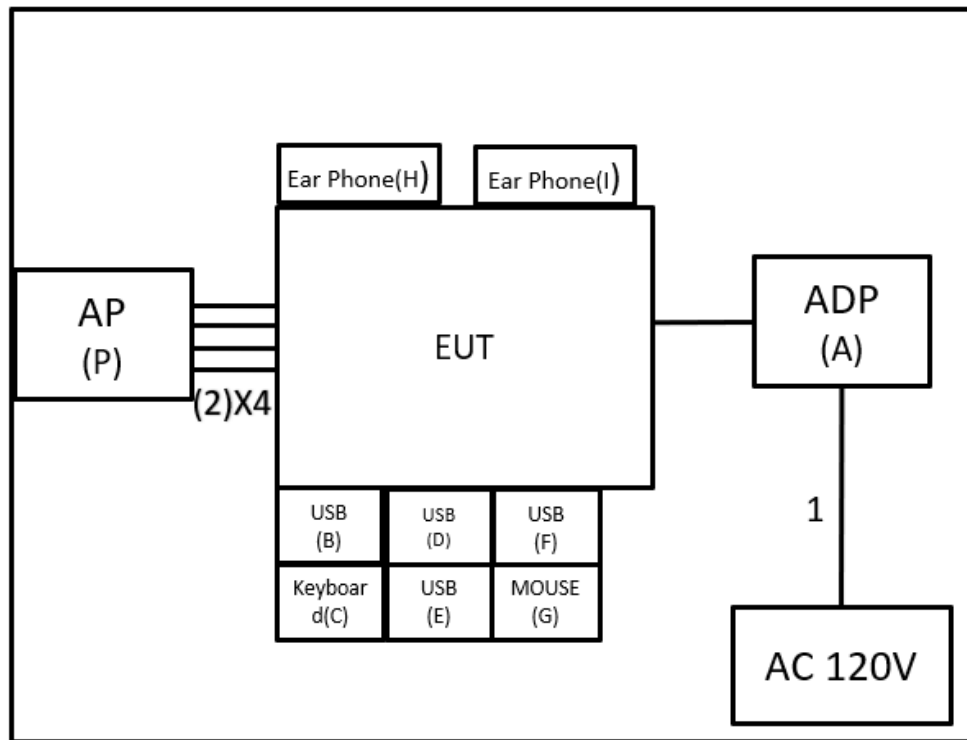 Ear Phone(H)
Ear Phone(I)
AP
(P)
EUT
ADP
(A)
(2)X4
USB
(B)
USB
(D)
USB
(F)
1
Keyboar
d(C)
USB
(E)
MOUSE
(G)
AC 120V